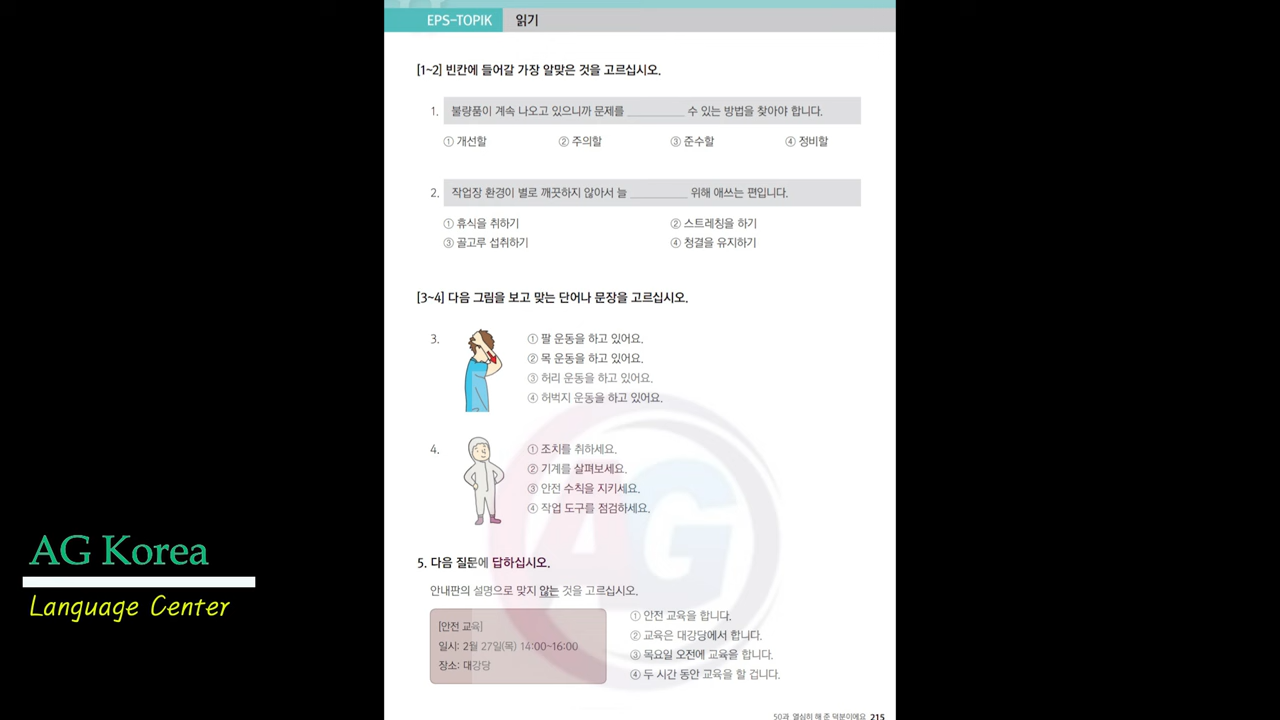 EPS-TOPIK 읽기
[1~2] 빈칸에 들어갈 가장 알맞은 것을 고르십시오.
1. 불량품이 계속 나오고 있으니까 문제를 ________ 수 있는 방법을 찾아야 합니다.
① 개선할 ② 주의할 ③ 준수할 ④ 정비할
2. 작업장 환경이 별로 깨끗하지 않아서 늘 ________ 위해 애쓰는 편입니다.
① 휴식을 취하기 ② 스트레칭을 하기
③ 골고루 섭취하기 ④ 청결을 유지하기
[3~4] 다음 그림을 보고 맞는 단어나 문장을 고르십시오.
3. ① 팔 운동을 하고 있어요.
② 목 운동을 하고 있어요.
③ 허리 운동을 하고 있어요.
④ 허벅지 운동을 하고 있어요.
4. ① 조치를 취하세요.
② 기계를 살펴보세요.
③ 안전 수칙을 지키세요.
④ 작업 도구를 점검하세요.
5. 다음 질문에 답하십시오.
안내판의 설명으로 맞지 않는 것을 고르십시오.
[안전 교육]
일시: 2월 27일(목) 14:00~16:00
장소: 대강당
① 안전 교육을 합니다.
② 교육은 대강당에서 합니다.
③ 목요일 오전에 교육을 합니다.
④ 두 시간 동안 교육을 할 겁니다.
50과 열심히 해 준 덕분이에요 215
AG
AG Korea
Language Center